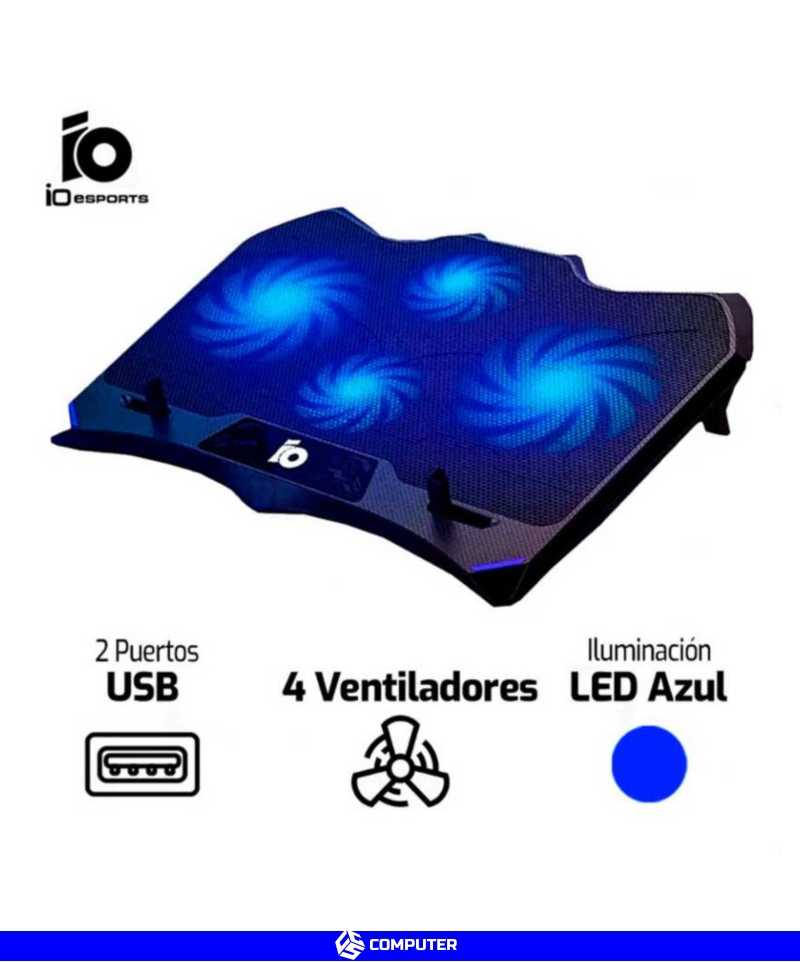 iO
iO ESPORTS
iO
2 Puertos
USB
4 Ventiladores
Iluminación
LED Azul
COMPUTER